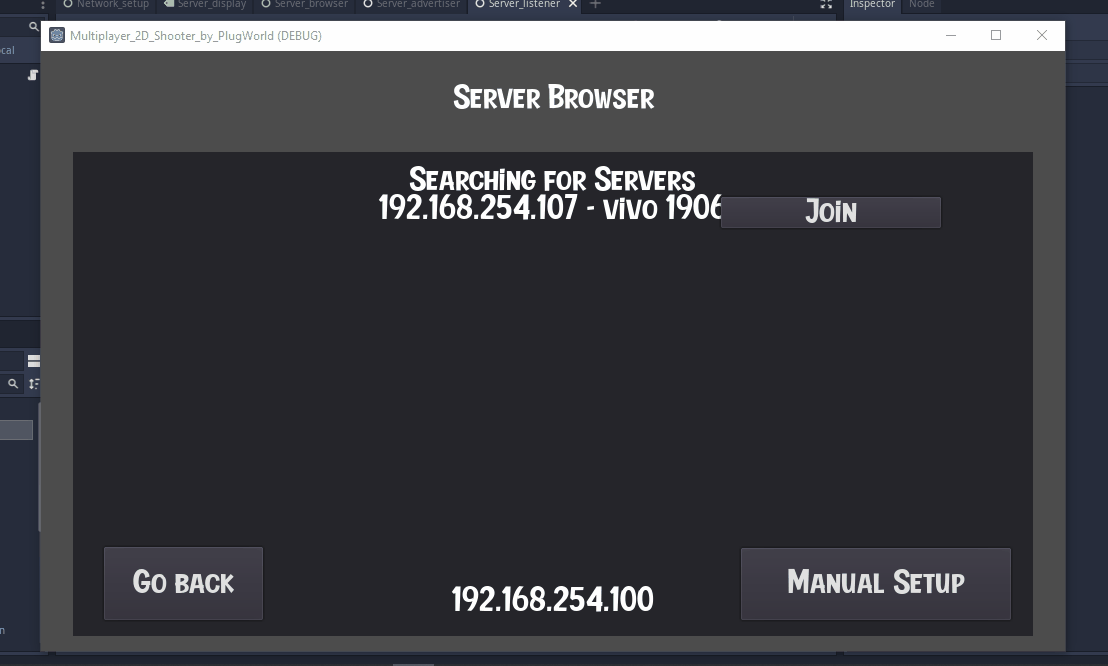 Network_setup Server_display Server_browser Server_advertiser Server_listener Inspector Node
Multiplayer_2D_Shooter_by_PlugWorld (DEBUG)
Server Browser
Searching for Servers
192.168.254.107 - vivo 1906 Join
Go back 192.168.254.100 Manual Setup